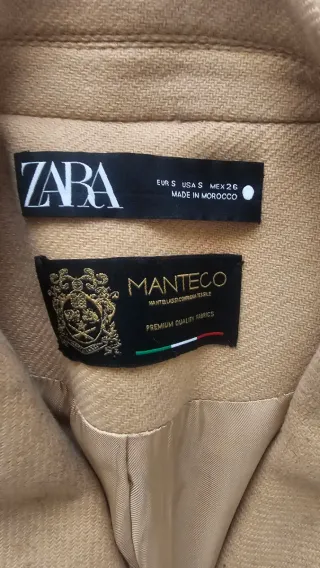 ZARA
EUR S USA S MEX 26
MADE IN MOROCCO
MANTECO
PREMIUM QUALITY FABRICS